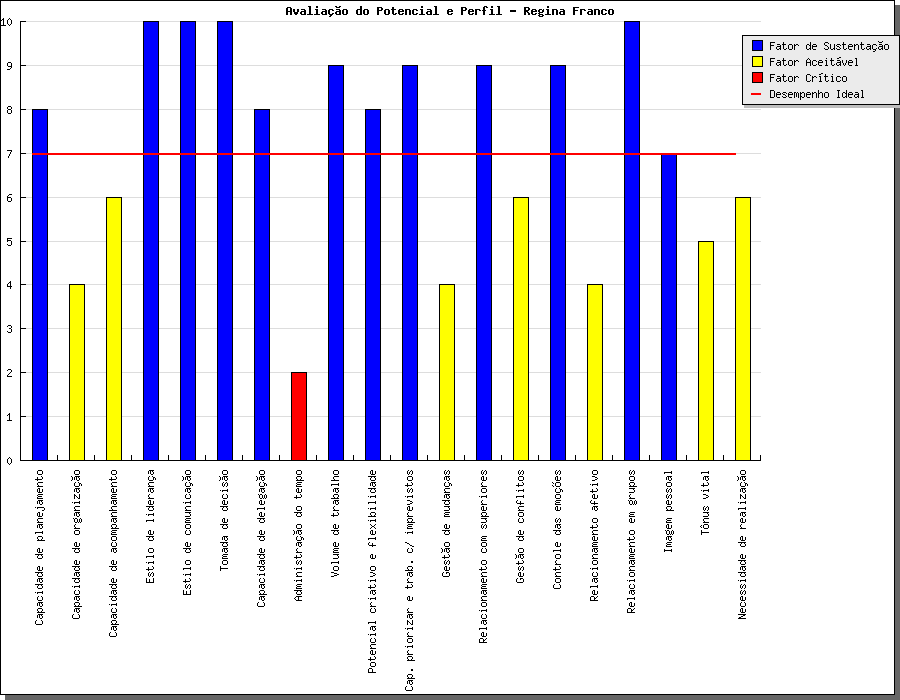 Avaliação do Potencial e Perfil - Regina Franco
10
9
8
7
6
5
4
3
2
1
0
Fator de Sustentação
Fator Aceitável
Fator Crítico
Desempenho Ideal
Capacidade de planejamento
Capacidade de organização
Capacidade de acompanhamento
Estilo de liderança
Estilo de comunicação
Tomada de decisão
Capacidade de delegação
Administração do tempo
Volume de trabalho
Potencial criativo e flexibilidade
Cap. priorizar e trab. c/ imprevistos
Gestão de mudanças
Relacionamento com superiores
Gestão de conflitos
Controle das emoções
Relacionamento afetivo
Relacionamento em grupos
Imagem pessoal
Tônus vital
Necessidade de realização